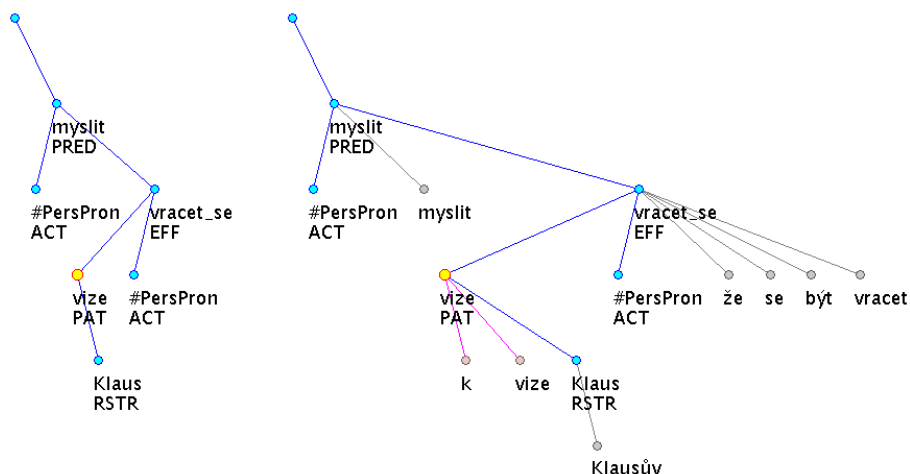 myslit
PRED
#PersPron
ACT
vracet_se
EFF
vize
PAT
#PersPron
ACT
Klaus
RSTR
myslit
PRED
#PersPron
ACT
myslit
vracet_se
EFF
vize
PAT
#PersPron
ACT
že
se
být
vracet
k
vize
Klaus
RSTR
Klausův